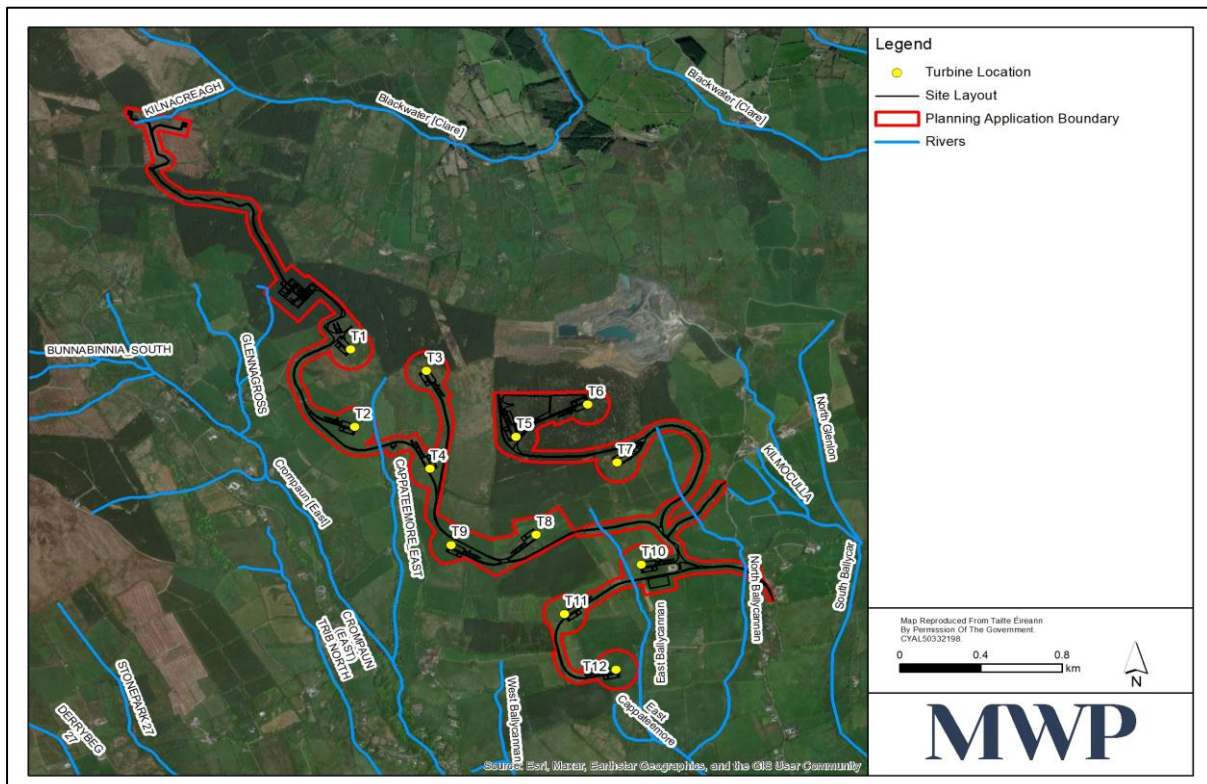 KILNACREAGH
Blackwater [Clare]
Blackwater [Clare]
BUNNABINNIA_SOUTH
GLENNAGROSS
T1
T2
T3
T4
T5
T6
T7
T8
T9
T10
T11
T12
Crompaun [East]
CAPPATEEMORE_EAST
CROMPAUN
(EAST)
TRIB NORTH
STONEPARK 27
DERRYBEG
27
West Ballycannan
East Ballycannan
East
Cappateemore
North Ballycannan
KILMOCULLA
North Glenlon
South Ballycar
Source: Esri, Maxar, Earthstar Geographics, and the GIS User Community
Legend
Turbine Location
Site Layout
Planning Application Boundary
Rivers
Map Reproduced From Tailte Éireann
By Permission Of The Government.
CYAL50332198.
0 0.4 0.8
km
N
MWP